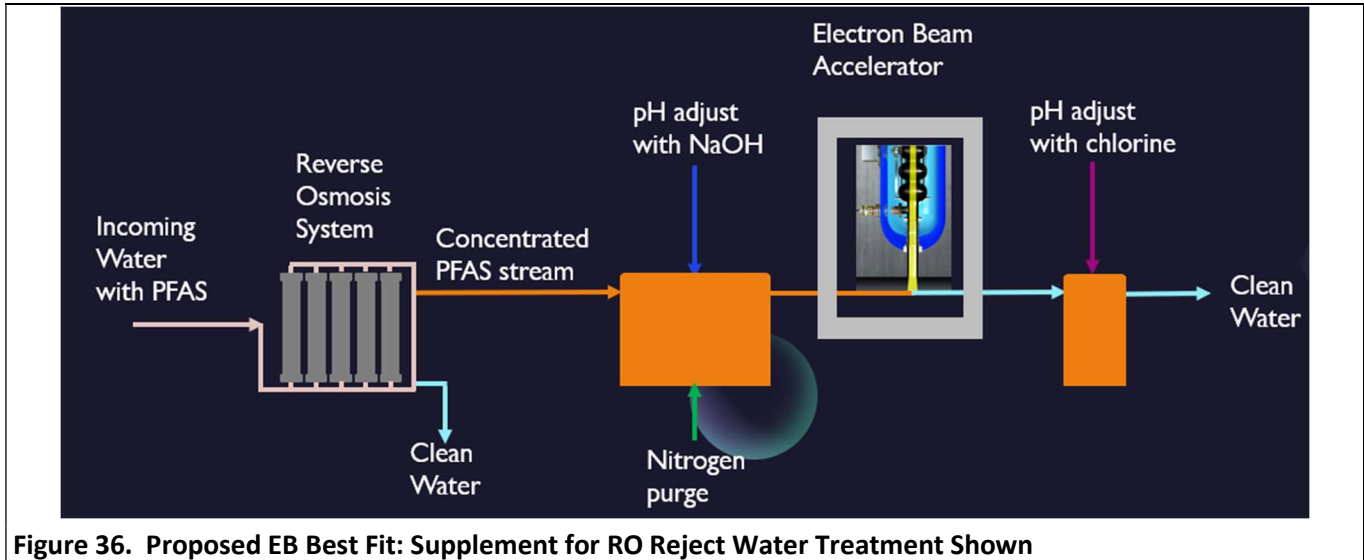 Incoming
Water
with PFAS
Reverse
Osmosis
System
Clean
Water
Concentrated
PFAS stream
pH adjust
with NaOH
Nitrogen
purge
Electron Beam
Accelerator
pH adjust
with chlorine
Clean
Water
Figure 36. Proposed EB Best Fit: Supplement for RO Reject Water Treatment Shown